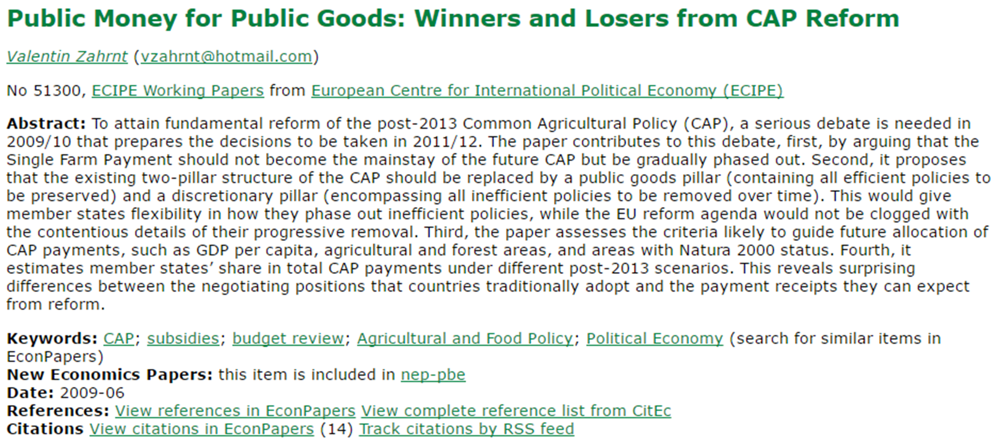 Public Money for Public Goods: Winners and Losers from CAP Reform
Valentin Zahrnt (vzahrnt@hotmail.com)
No 51300, ECIPE Working Papers from European Centre for International Political Economy (ECIPE)
Abstract: To attain fundamental reform of the post-2013 Common Agricultural Policy (CAP), a serious debate is needed in
2009/10 that prepares the decisions to be taken in 2011/12. The paper contributes to this debate, first, by arguing that the
Single Farm Payment should not become the mainstay of the future CAP but be gradually phased out. Second, it proposes
that the existing two-pillar structure of the CAP should be replaced by a public goods pillar (containing all efficient policies to
be preserved) and a discretionary pillar (encompassing all inefficient policies to be removed over time). This would give
member states flexibility in how they phase out inefficient policies, while the EU reform agenda would not be clogged with
the contentious details of their progressive removal. Third, the paper assesses the criteria likely to guide future allocation of
CAP payments, such as GDP per capita, agricultural and forest areas, and areas with Natura 2000 status. Fourth, it
estimates member states’ share in total CAP payments under different post-2013 scenarios. This reveals surprising
differences between the negotiating positions that countries traditionally adopt and the payment receipts they can expect
from reform.
Keywords: CAP; subsidies; budget review; Agricultural and Food Policy; Political Economy (search for similar items in
EconPapers)
New Economics Papers: this item is included in nep-pbe
Date: 2009-06
References: View references in EconPapers View complete reference list from CitEc
Citations View citations in EconPapers (14) Track citations by RSS feed